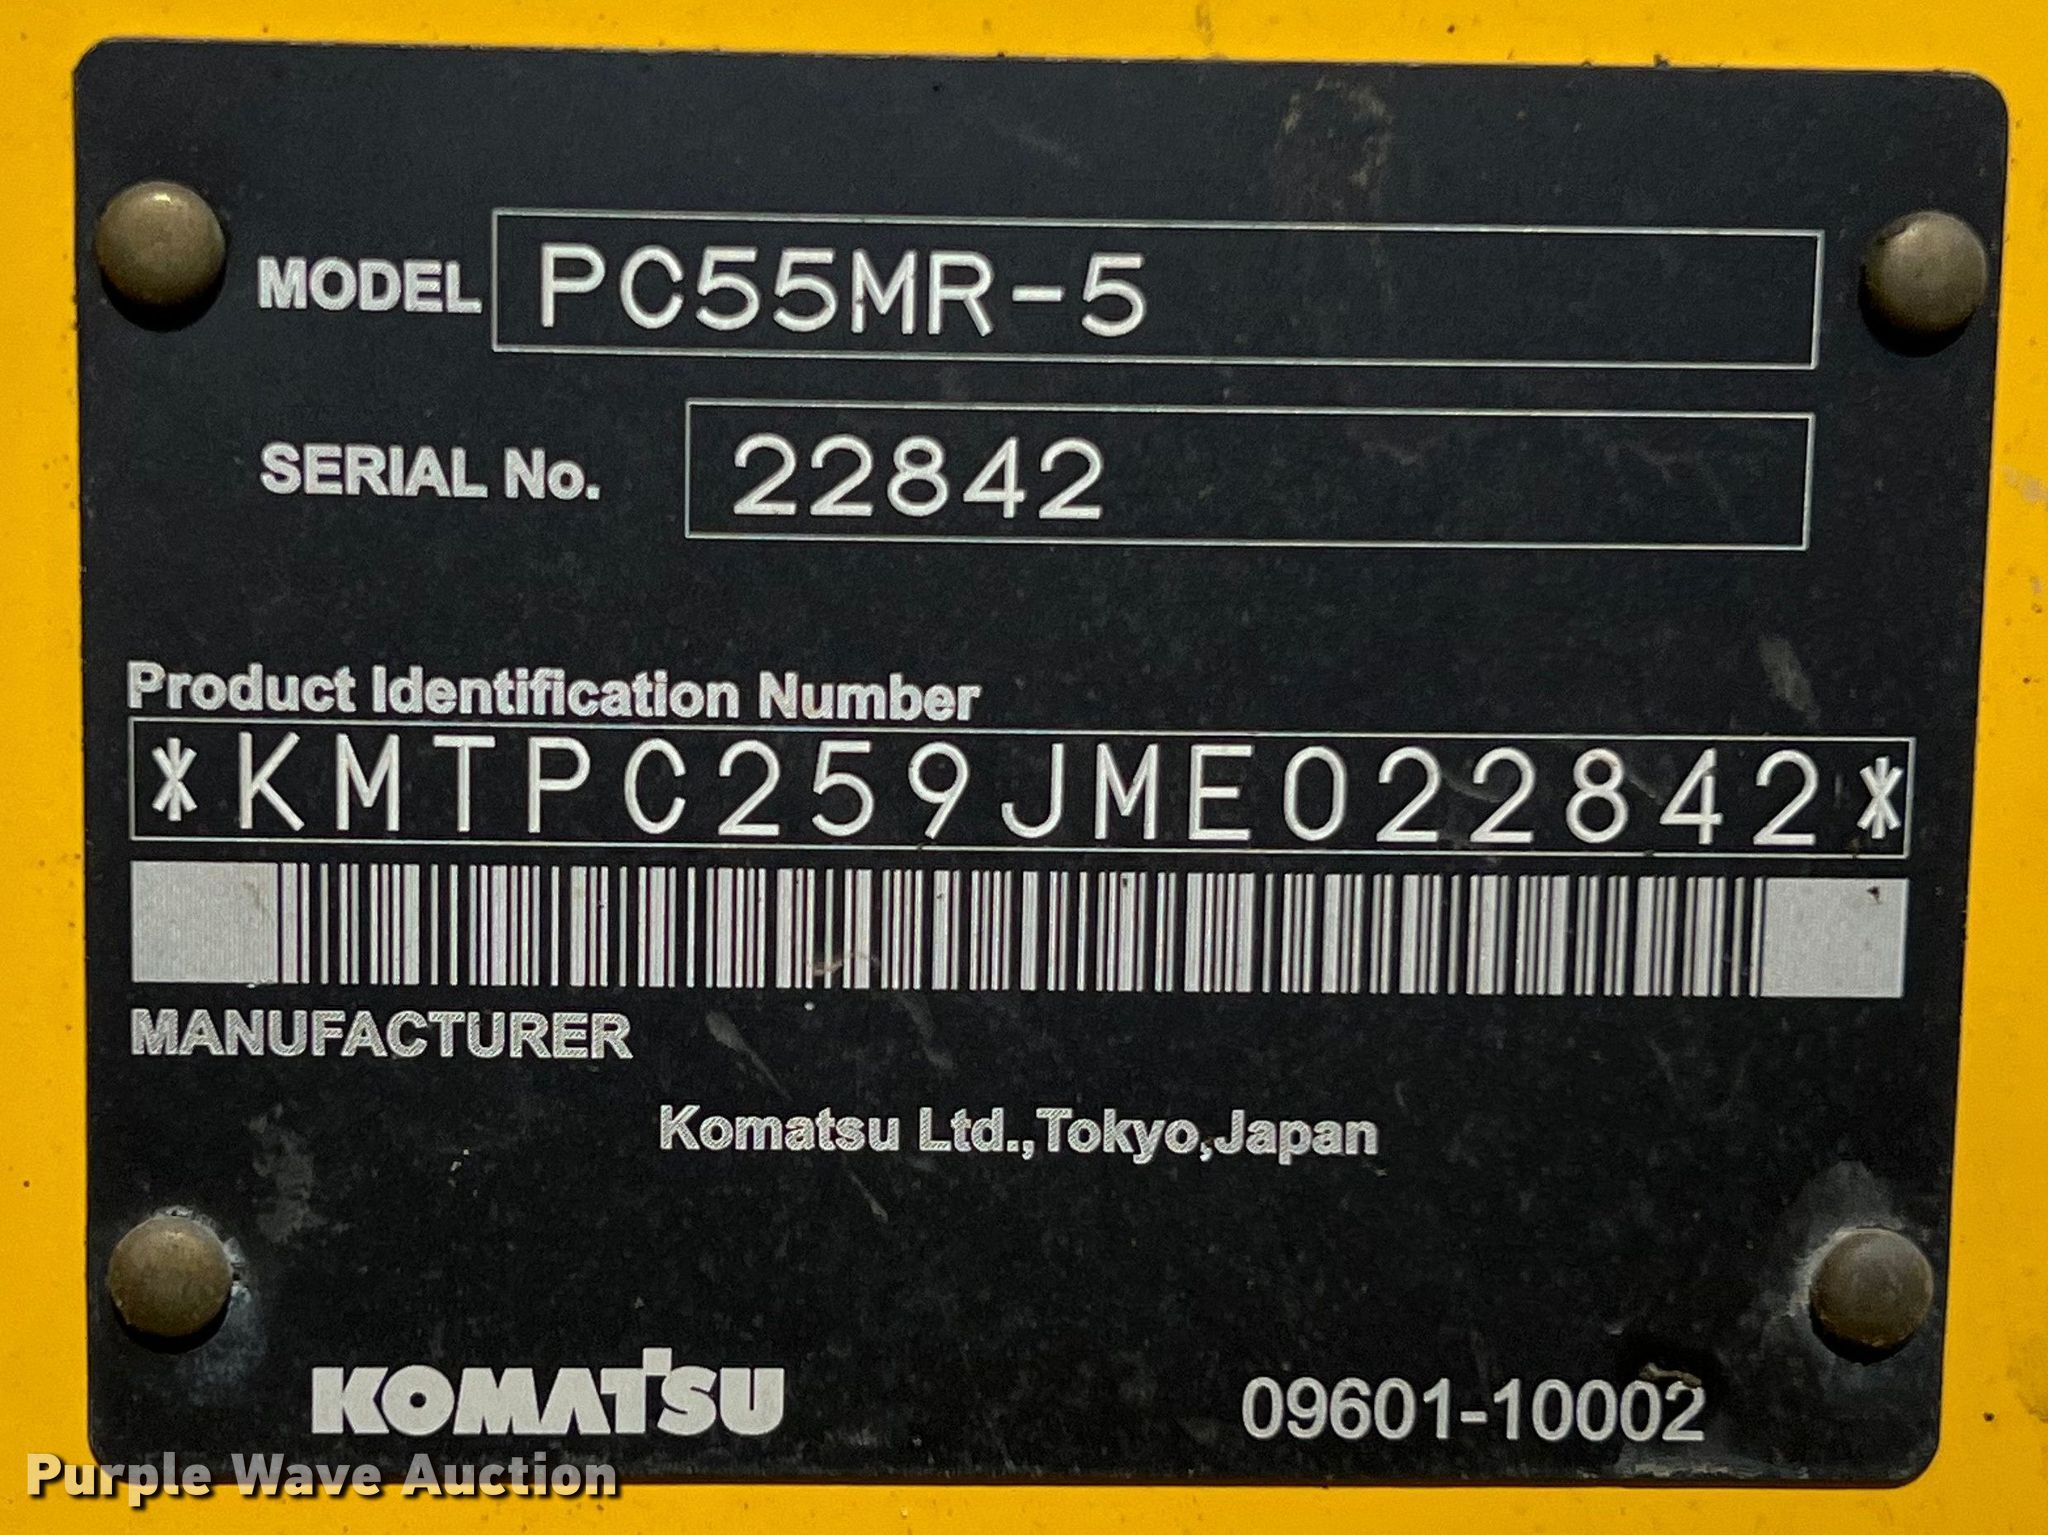 MODEL PC55MR-5
SERIAL No. 22842
Product Identification Number
*KMTPC259JME022842*
MANUFACTURER
Komatsu Ltd.,Tokyo,Japan
KOMATSU 09601-10002
Purple Wave Auction